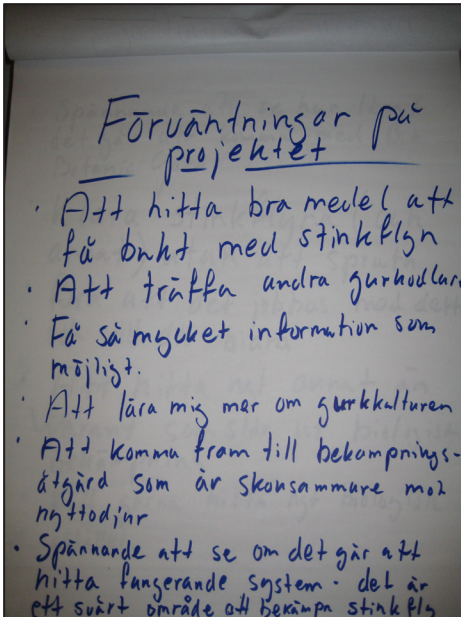 Förväntningar på
projektet
· Att hitta bra medel att
få bukt med stinkflyn
· Att träffa andra gurkodlare
· Få så mycket information som
möjligt.
· Att lära mig mer om gurkkulturen
· Att komma fram till bekämpnings-
åtgärd som är skonsammare mot
nyttodjur
· Spännande att se om det går att
hitta fungerande system. det är
ett svårt område att bekämpa stinkfly